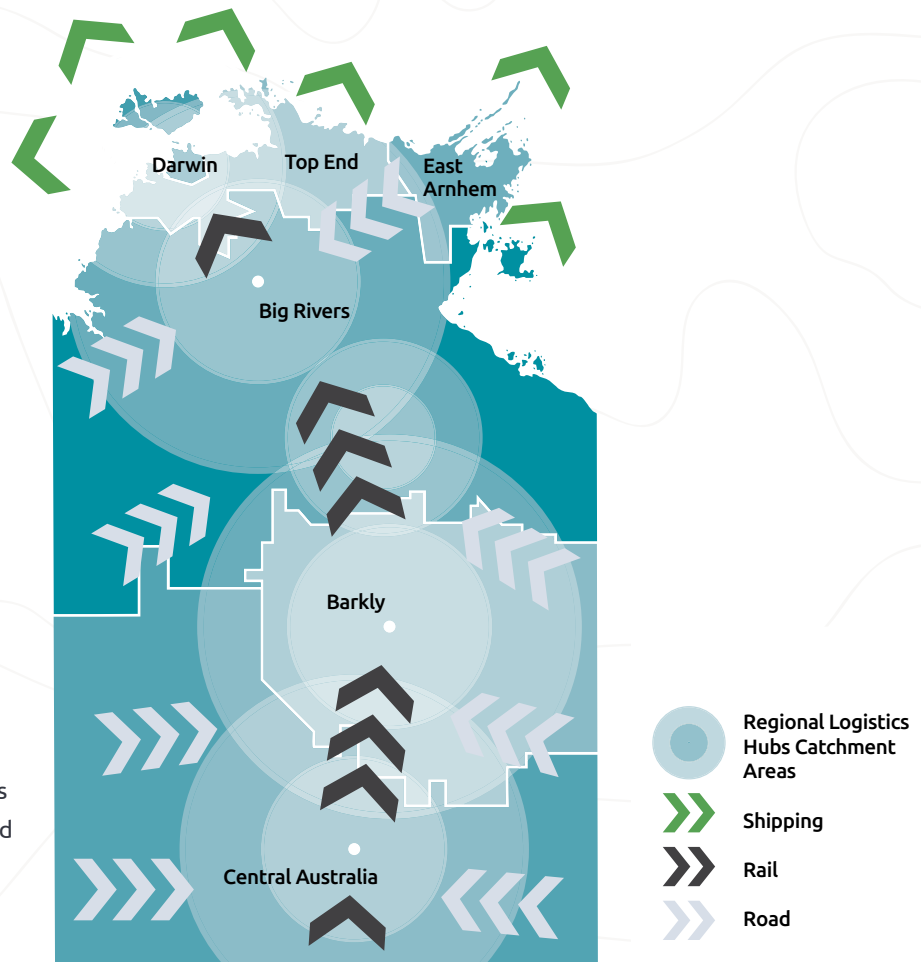 Darwin
Top End
East
Arnhem
Big Rivers
Barkly
Central Australia
s
d
Regional Logistics
Hubs Catchment
Areas
Shipping
Rail
Road